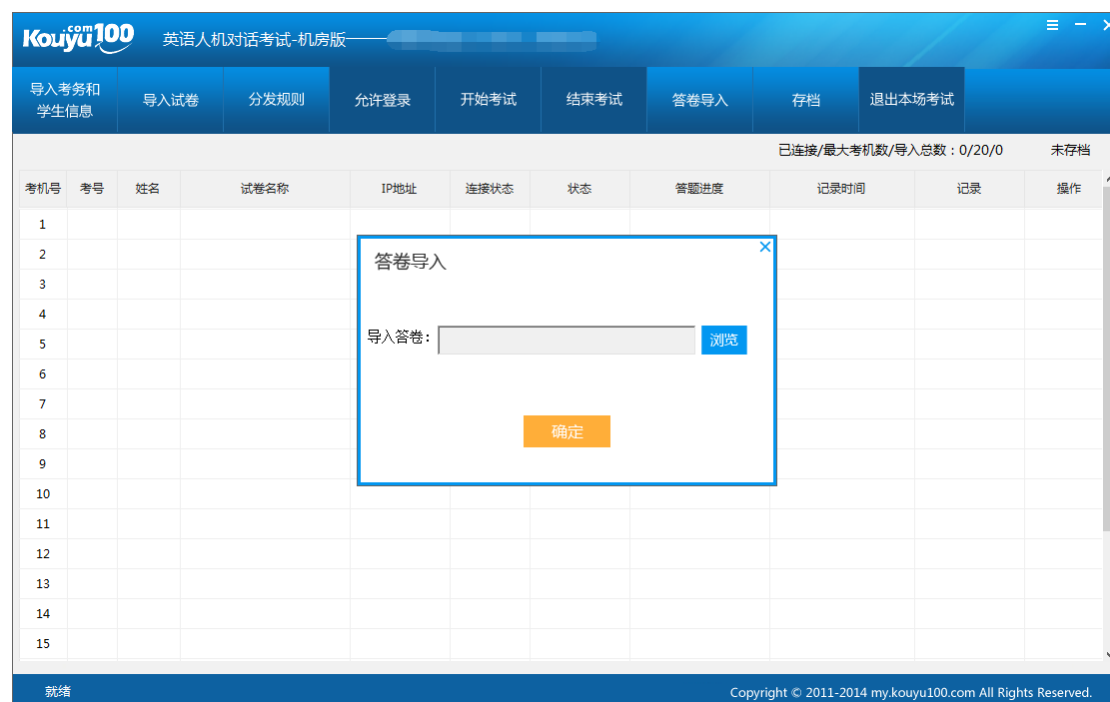 Kouyu100.com 英语人机对话考试-机房版
导入考务和
学生信息
导入试卷 分发规则 允许登录 开始考试 结束考试 答卷导入 存档 退出本场考试
已连接/最大考机数/导入总数：0/20/0 未存档
考机号 考号 姓名 试卷名称 IP地址 连接状态 状态 答题进度 记录时间 记录 操作
1
2
3
4
5
6
7
8
9
10
11
12
13
14
15
答卷导入
导入答卷： 浏览
确定
就绪 Copyright © 2011-2014 my.kouyu100.com All Rights Reserved.